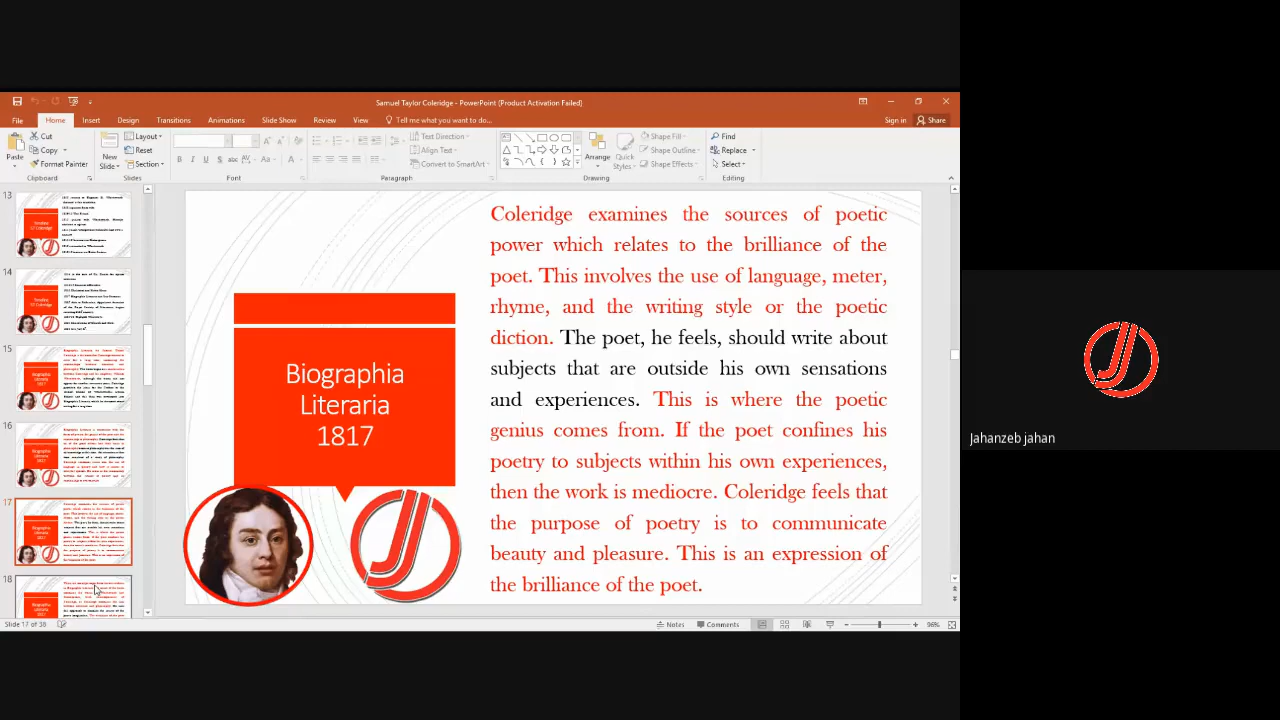 Samuel Taylor Coleridge - PowerPoint (Product Activation Failed)
File Home Insert Design Transitions Animations Slide Show Review View Tell me what you want to do... Sign in Share
Cut
Copy
Format Painter
Paste
Clipboard
New
Slide
Layout
Reset
Section
Slides
Font
Text Direction
Align Text
Convert to SmartArt
Paragraph
Arrange
Quick
Styles
Shape Fill
Shape Outline
Shape Effects
Drawing
Find
Replace
Select
Editing
13
14
15
16
17
18
Biographia
Literaria
1817
Coleridge examines the sources of poetic
power which relates to the brilliance of the
poet. This involves the use of language, meter,
rhyme, and the writing style or the poetic
diction. The poet, he feels, should write about
subjects that are outside his own sensations
and experiences. This is where the poetic
genius comes from. If the poet confines his
poetry to subjects within his own experiences,
then the work is mediocre. Coleridge feels that
the purpose of poetry is to communicate
beauty and pleasure. This is an expression of
the brilliance of the poet.
Jahanzeb jahan
Slide 17 of 38
Notes Comments 96%